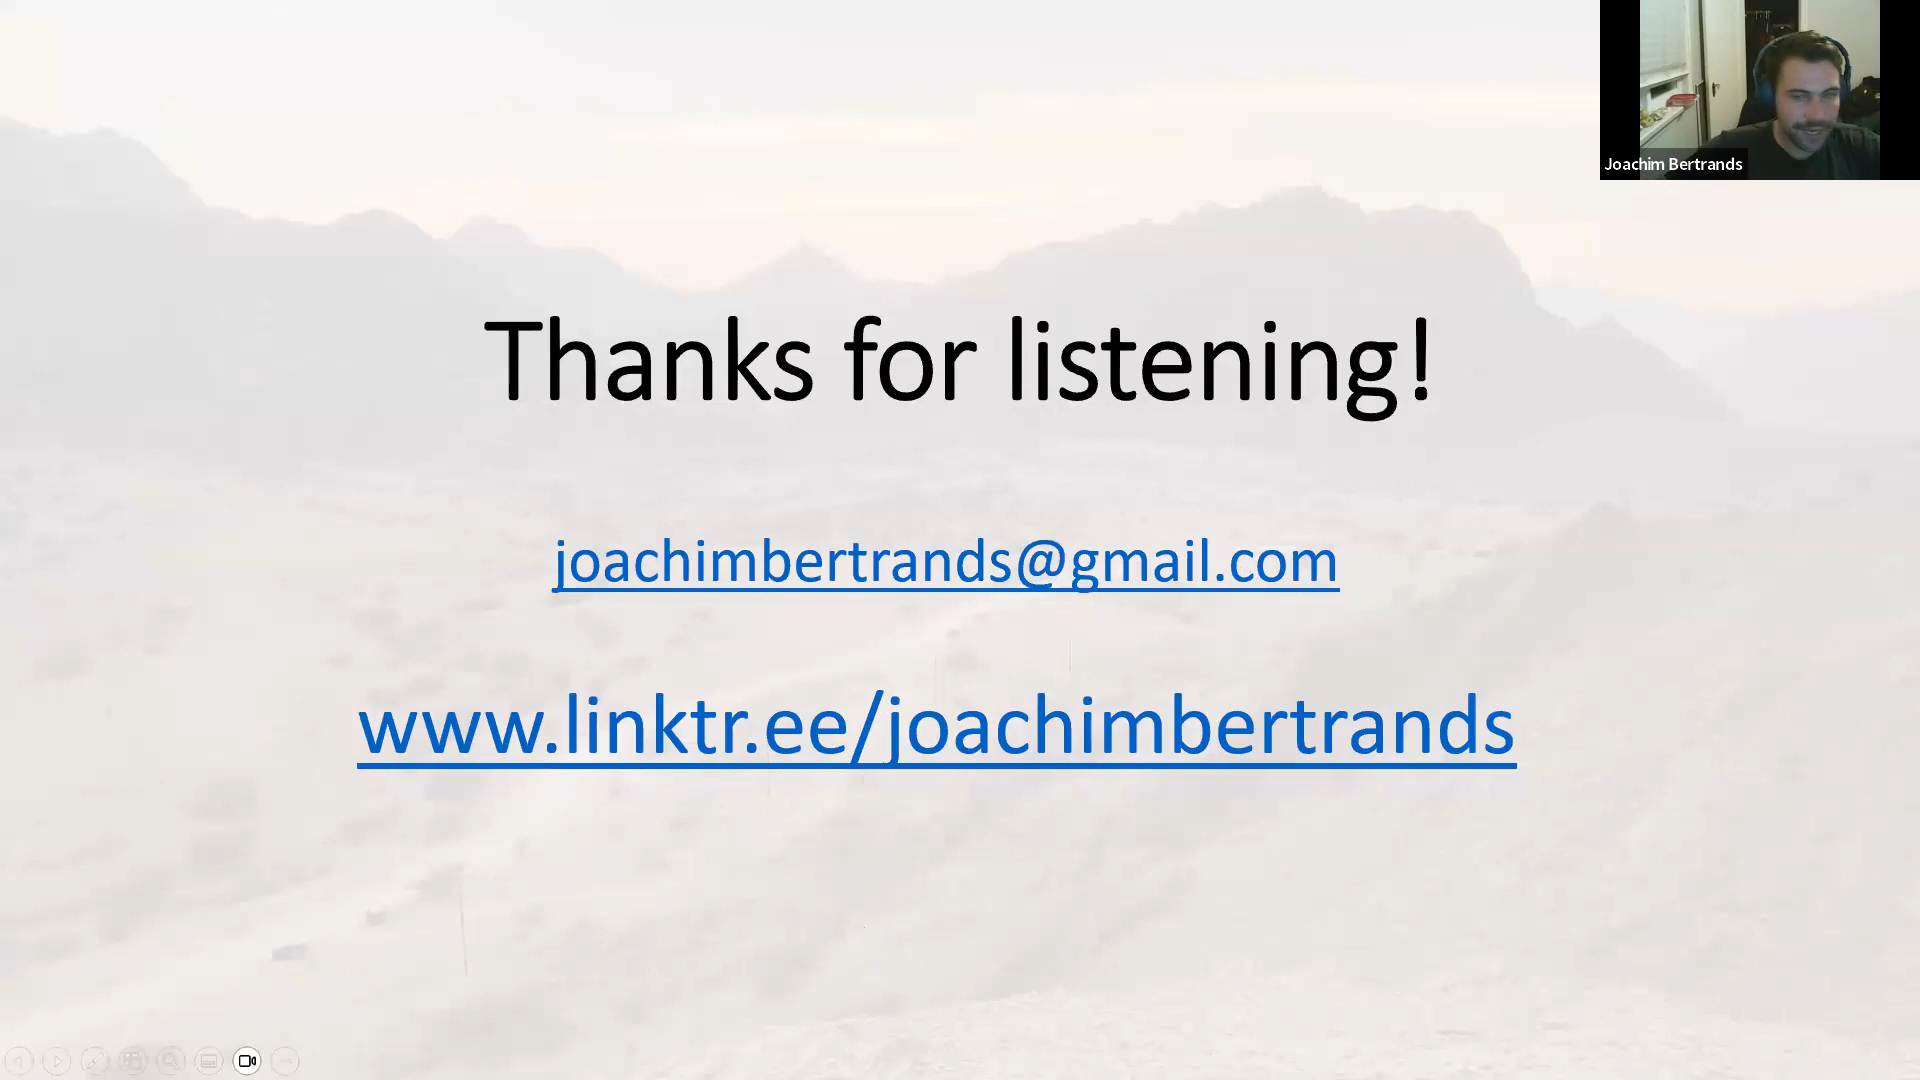 Joachim Bertrands
Thanks for listening!
joachimbertrands@gmail.com
www.linktr.ee/joachimbertrands